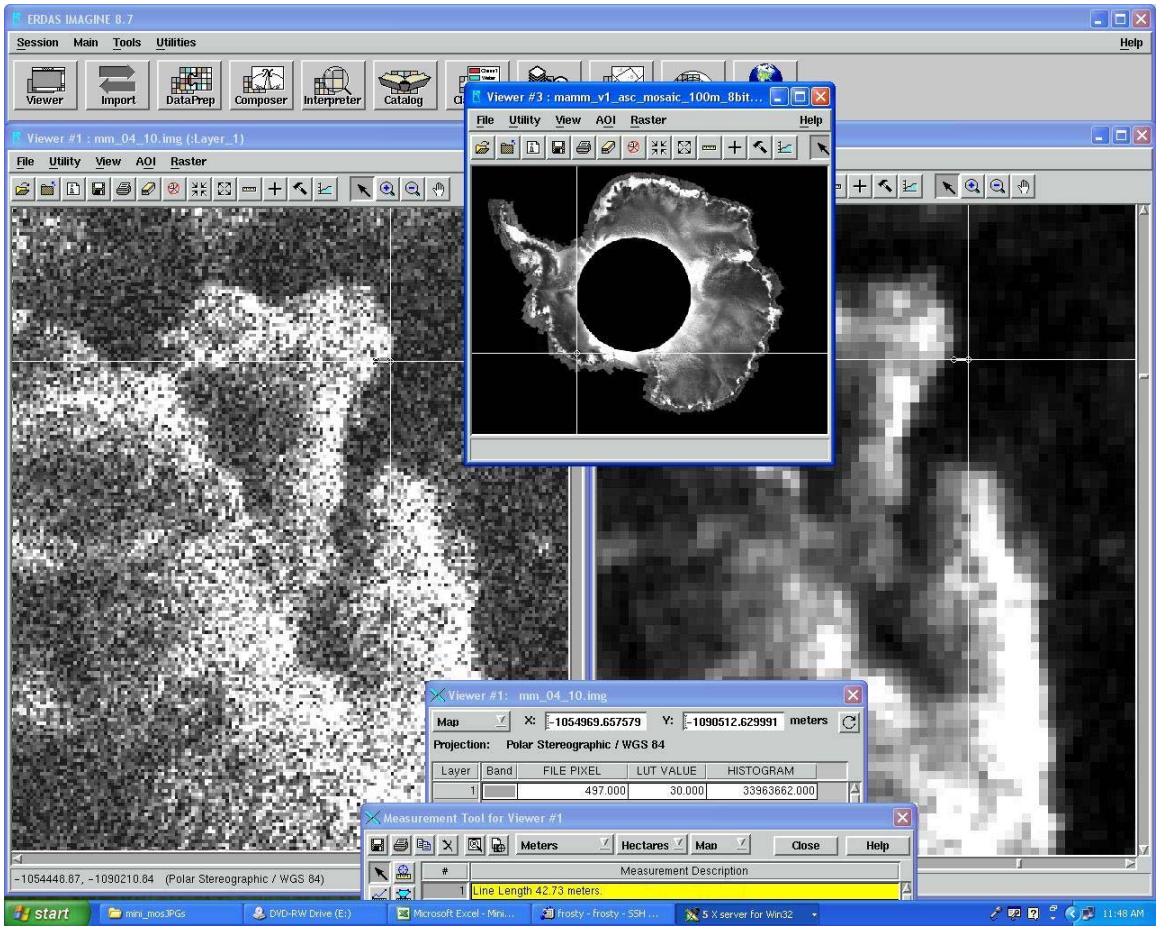 ERDAS IMAGINE 8.7
Session Main Tools Utilities Help
Viewer Import DataPrep Composer Interpreter Catalog
Viewer #3 : mamm_v1_asc_mosaic_100m_8bit...
File Utility View AOI Raster Help
Viewer #1 : mm_04_10.img (:Layer_1)
File Utility View AOI Raster
Viewer #1: mm_04_10.img
Map X: -1054969.657579 Y: -1090512.629991 meters
Projection: Polar Stereographic / WGS 84
Layer Band FILE PIXEL LUT VALUE HISTOGRAM
1 497.000 30.000 33963662.000
Measurement Tool for Viewer #1
Meters Hectares Map Close Help
# Measurement Description
1 Line Length 42.73 meters.
-1054448.87, -1090210.84 (Polar Stereographic / WGS 84)
start mini_mosJPGs DVD-RW Drive (E:) Microsoft Excel - Mini... frosty - frosty - SSH ... 5 X server for Win32 11:48 AM